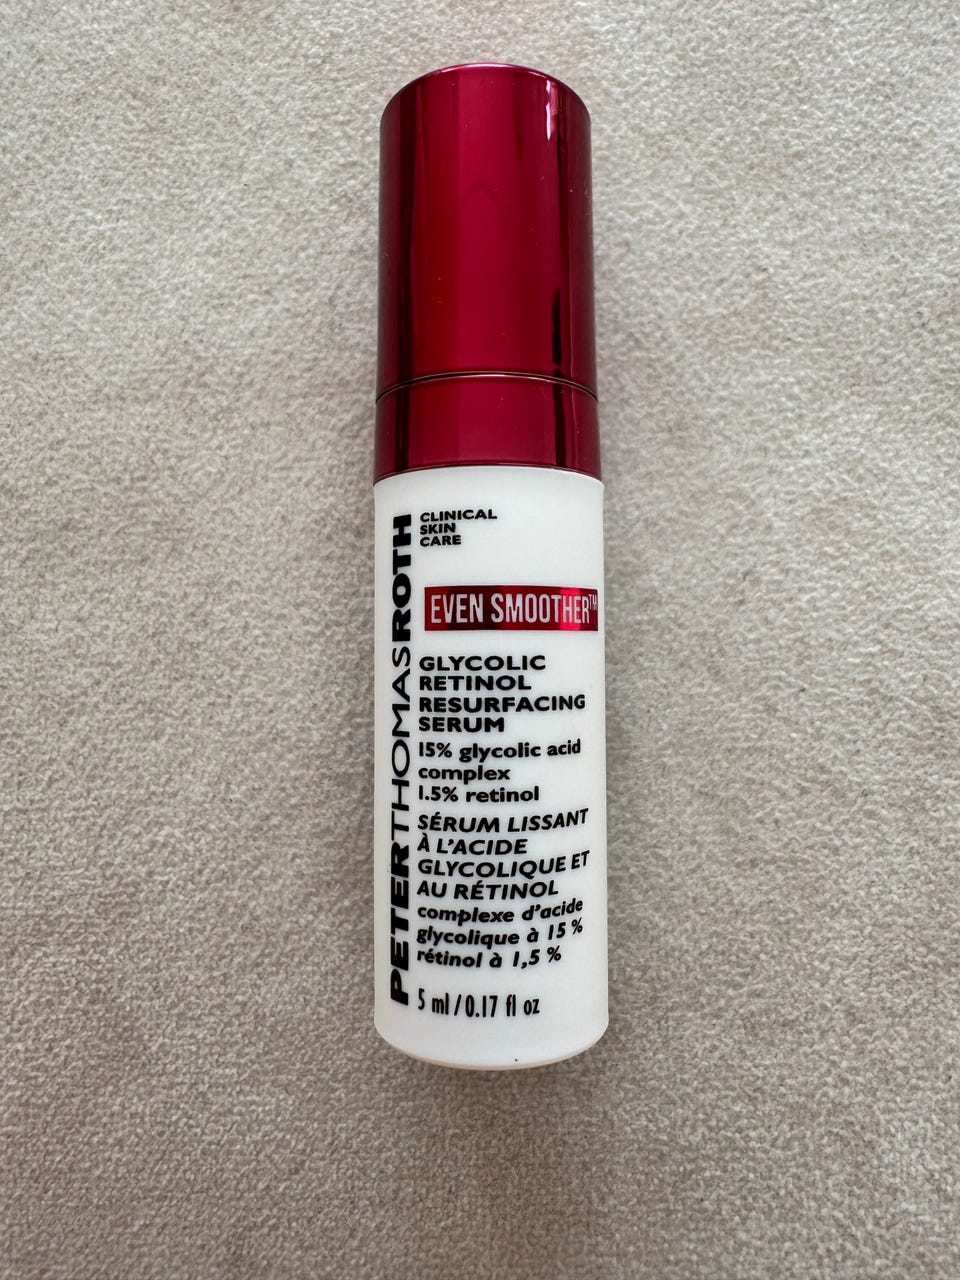 PETERTHOMASROTH
CLINICAL
SKIN
CARE
EVEN SMOOTHER™
GLYCOLIC
RETINOL
RESURFACING
SERUM
15% glycolic acid
complex
1.5% retinol
SÉRUM LISSANT
À L'ACIDE
GLYCOLIQUE ET
AU RÉTINOL
complexe d'acide
glycolique à 15 %
rétinol à 1,5 %
5 ml / 0.17 fl oz